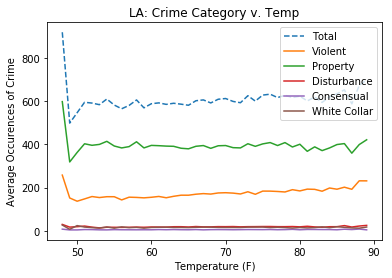 LA: Crime Category v. Temp
Average Occurences of Crime
800
600
400
200
0
Total
Violent
Property
Disturbance
Consensual
White Collar
50
60
70
80
90
Temperature (F)